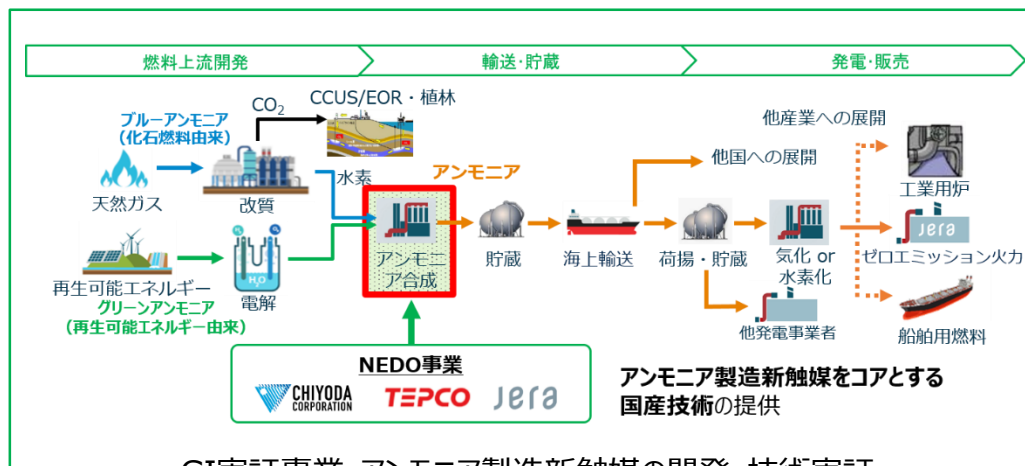 燃料上流開発
輸送・貯蔵
発電・販売
ブルーアンモニア
（化石燃料由来）
CO2
CCUS/EOR・植林
天然ガス
改質
水素
アンモニア
再生可能エネルギー
グリーンアンモニア
（再生可能エネルギー由来）
H₂O
電解
アンモニ
ア合成
貯蔵
海上輸送
他国への展開
荷揚・貯蔵
他発電事業者
気化 or
水素化
他産業への展開
工業用炉
Jera
ゼロエミッション火力
船舶用燃料
NEDO事業
CHIYODA
CORPORATION
TEPCO
Jera
アンモニア製造新触媒をコアとする
国産技術の提供